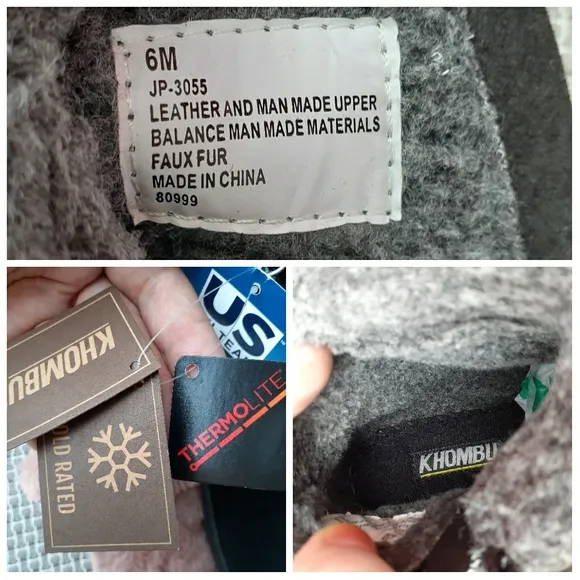 6M
JP-3055
LEATHER AND MAN MADE UPPER
BALANCE MAN MADE MATERIALS
FAUX FUR
MADE IN CHINA
80999
KHOMBU
OLD RATED
US
TEA
THERMOLITE
KHOMBU